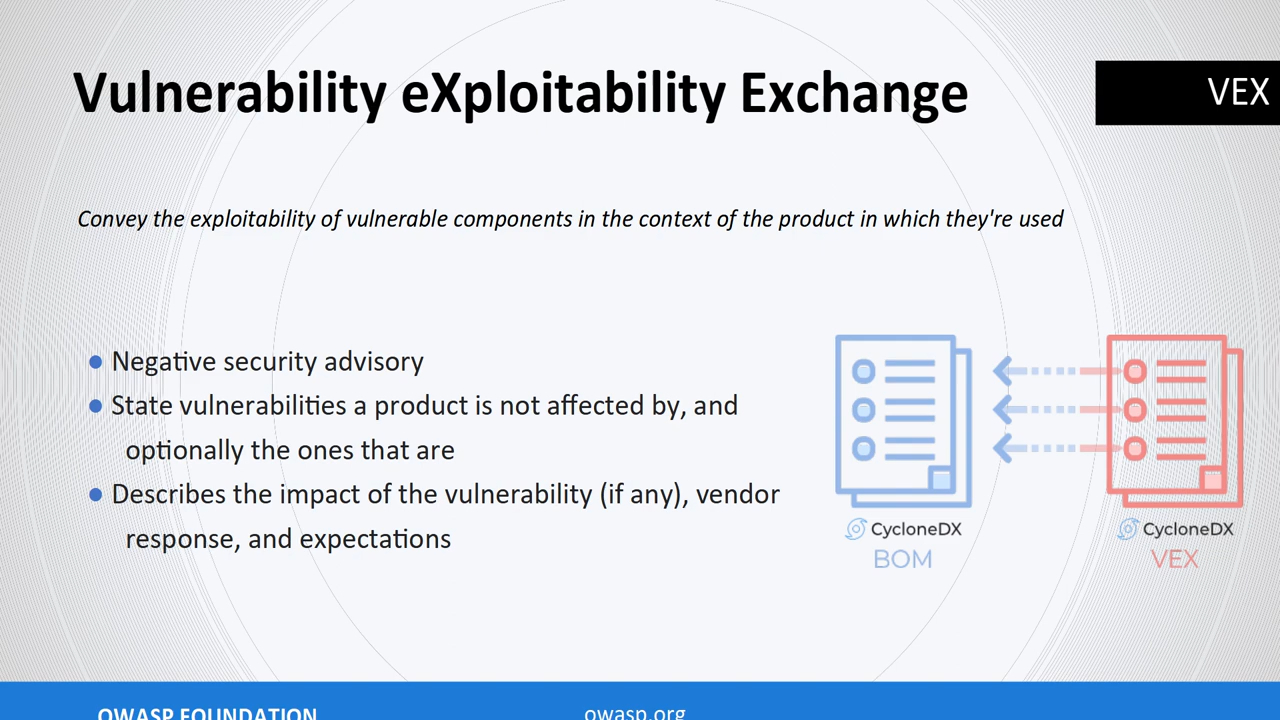 Vulnerability eXploitability Exchange
VEX
Convey the exploitability of vulnerable components in the context of the product in which they're used
● Negative security advisory
● State vulnerabilities a product is not affected by, and
optionally the ones that are
● Describes the impact of the vulnerability (if any), vendor
response, and expectations
CycloneDX
BOM
CycloneDX
VEX
OWASP FOUNDATION
owasp.org